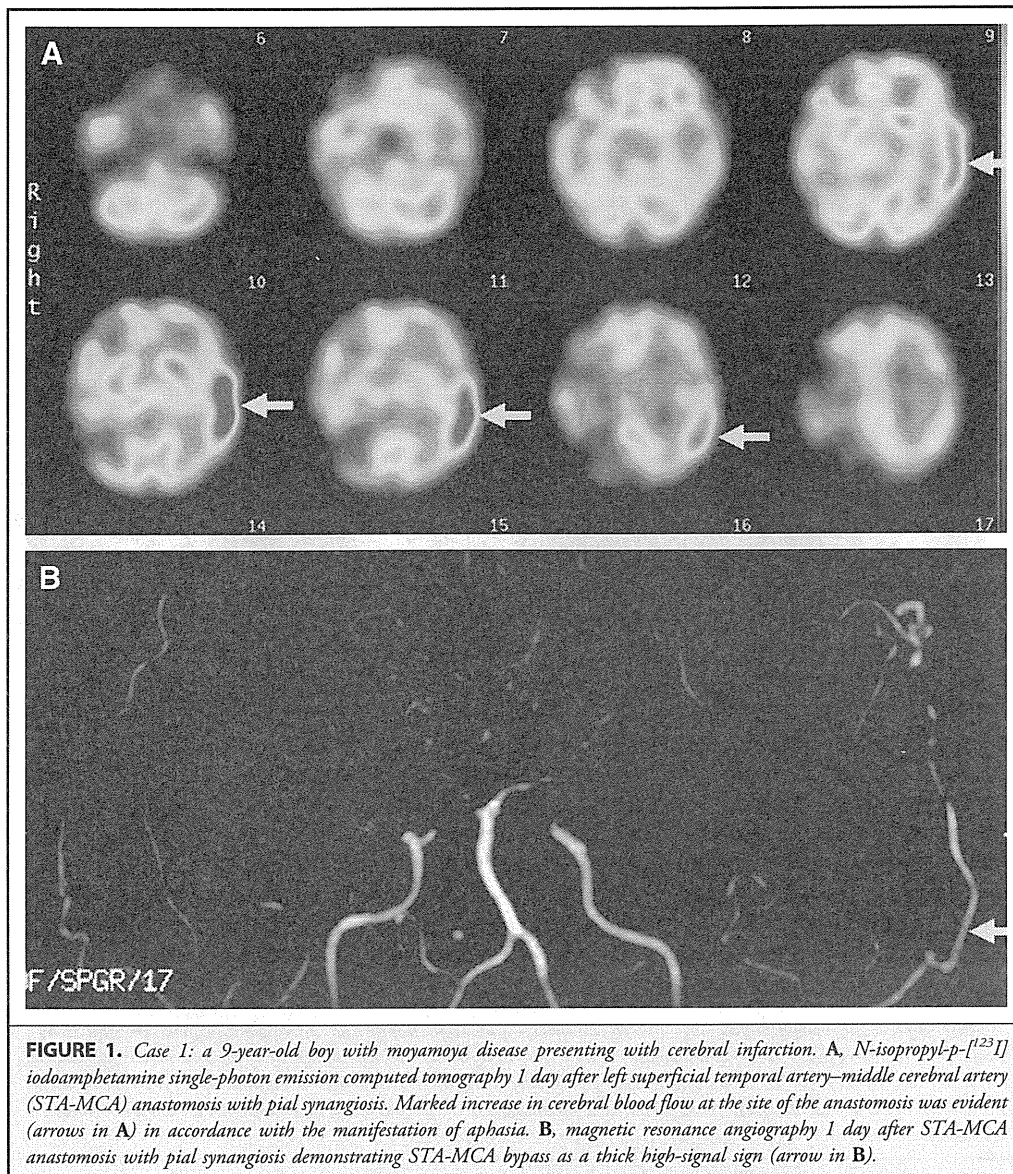 A
6 7 8 9
Right
10 11 12 13
14 15 16 17
B
F/SPGR/17
FIGURE 1. Case 1: a 9-year-old boy with moyamoya disease presenting with cerebral infarction. A, N-isopropyl-p-[¹²³I]
iodoamphetamine single-photon emission computed tomography 1 day after left superficial temporal artery–middle cerebral artery
(STA-MCA) anastomosis with pial synangiosis. Marked increase in cerebral blood flow at the site of the anastomosis was evident
(arrows in A) in accordance with the manifestation of aphasia. B, magnetic resonance angiography 1 day after STA-MCA
anastomosis with pial synangiosis demonstrating STA-MCA bypass as a thick high-signal sign (arrow in B).